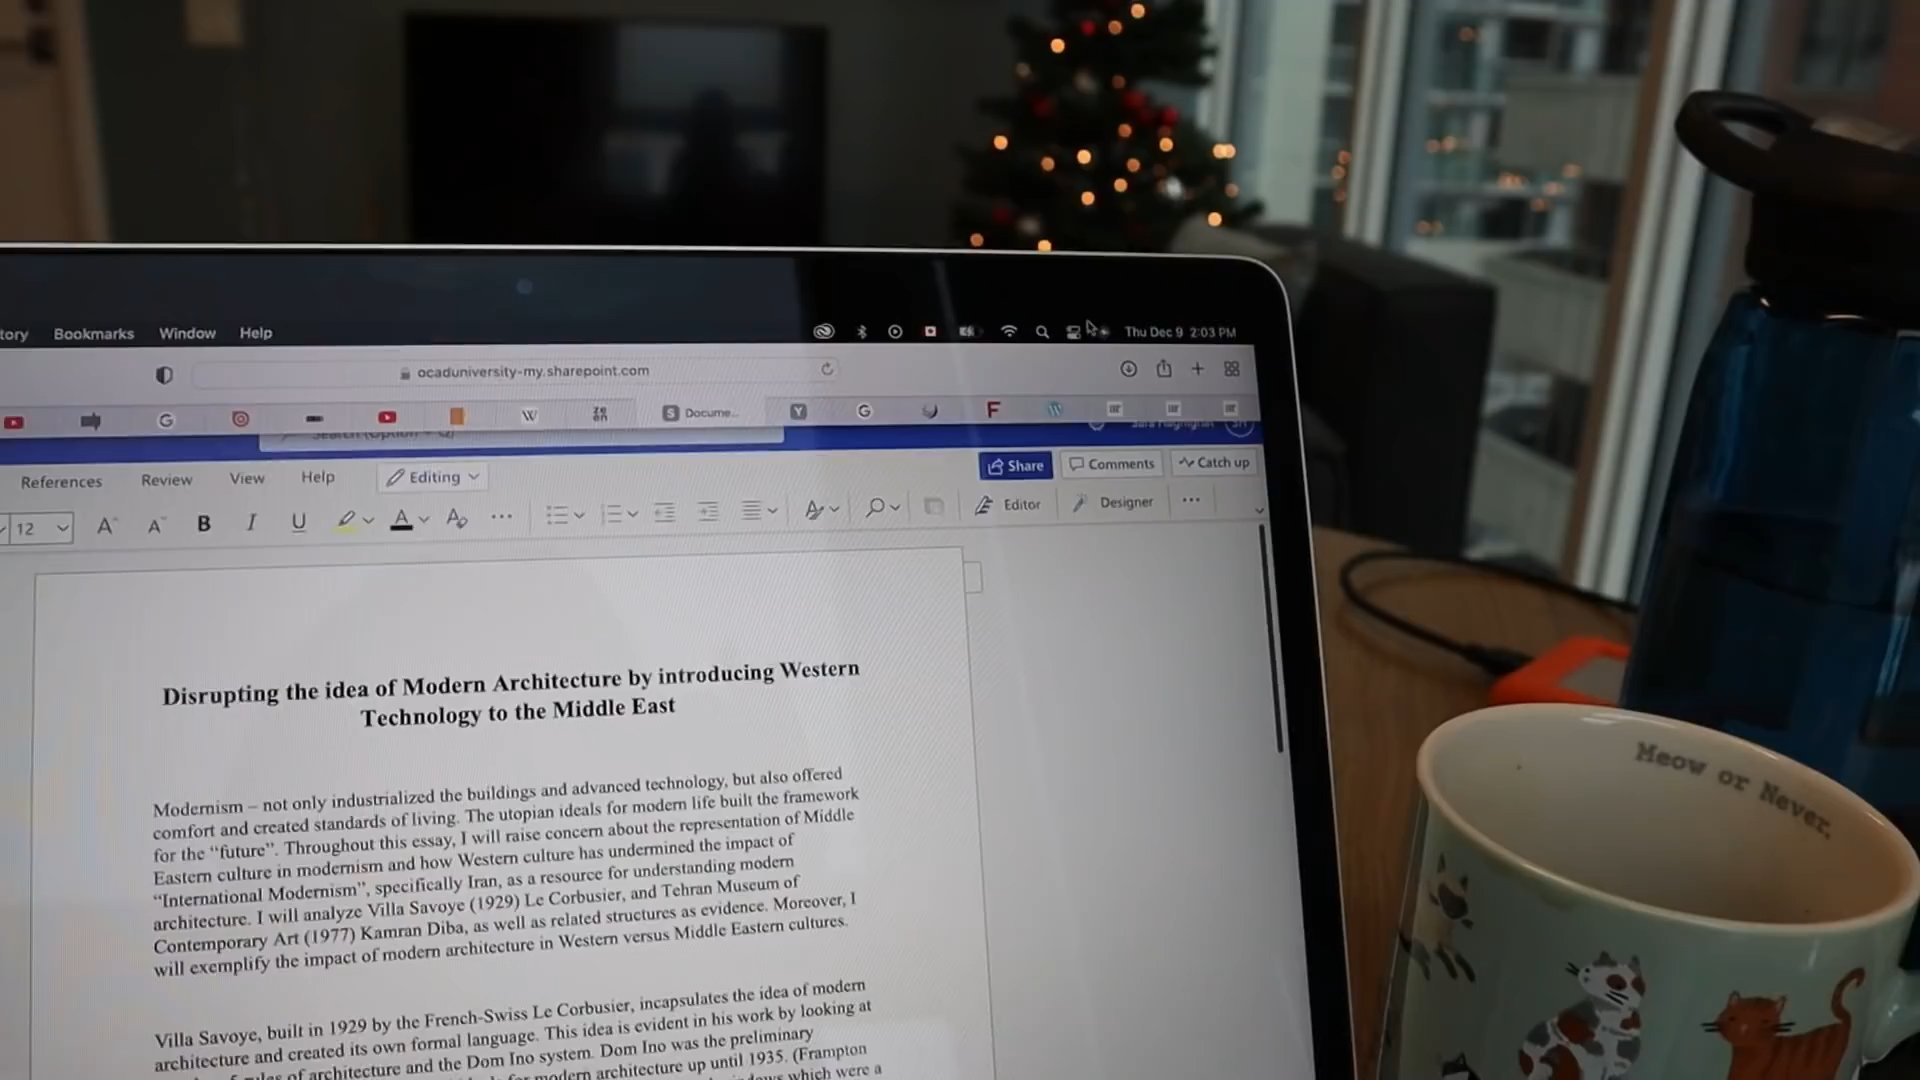 Bookmarks Window Help Thu Dec 9 2:03 PM
ocaduniversity-my.sharepoint.com
Docume...
References Review View Help Editing Share Comments Catch up
12 B I U Editor Designer
Disrupting the idea of Modern Architecture by introducing Western
Technology to the Middle East
Modernism – not only industrialized the buildings and advanced technology, but also offered
comfort and created standards of living. The utopian ideals for modern life built the framework
for the “future”. Throughout this essay, I will raise concern about the representation of Middle
Eastern culture in modernism and how Western culture has undermined the impact of
“International Modernism”, specifically Iran, as a resource for understanding modern
architecture. I will analyze Villa Savoye (1929) Le Corbusier, and Tehran Museum of
Contemporary Art (1977) Kamran Diba, as well as related structures as evidence. Moreover, I
will exemplify the impact of modern architecture in Western versus Middle Eastern cultures.
Villa Savoye, built in 1929 by the French-Swiss Le Corbusier, incapsulates the idea of modern
architecture and created its own formal language. This idea is evident in his work by looking at
of architecture and the Dom Ino system. Dom Ino was the preliminary
modern architecture up until 1935. (Frampton
which were a
Meow or Never.